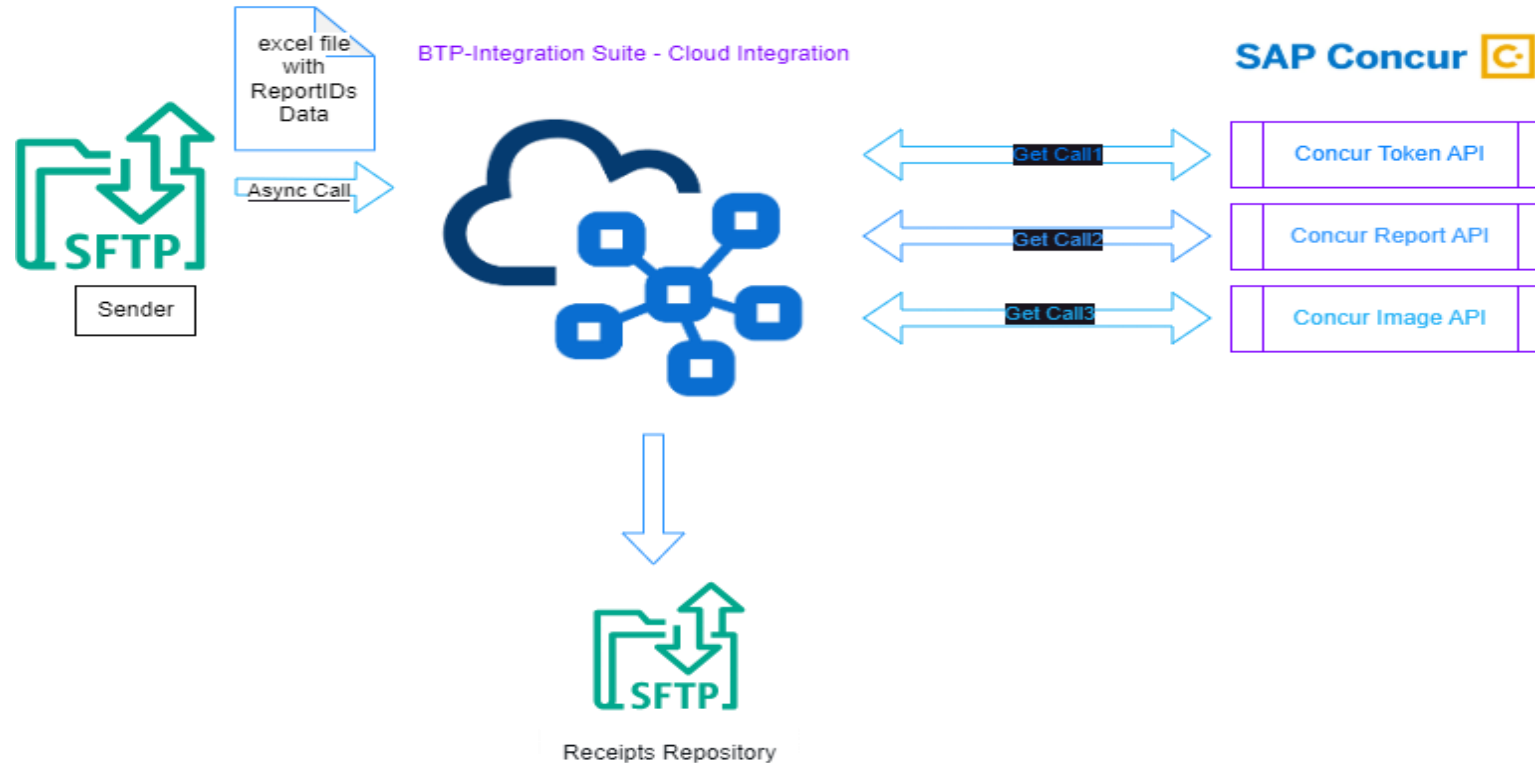 excel file
with
ReportIDs
Data
BTP-Integration Suite - Cloud Integration
SAP Concur C
SFTP
Async Call
Sender
Get Call1
Concur Token API
Get Call2
Concur Report API
Get Call3
Concur Image API
SFTP
Receipts Repository